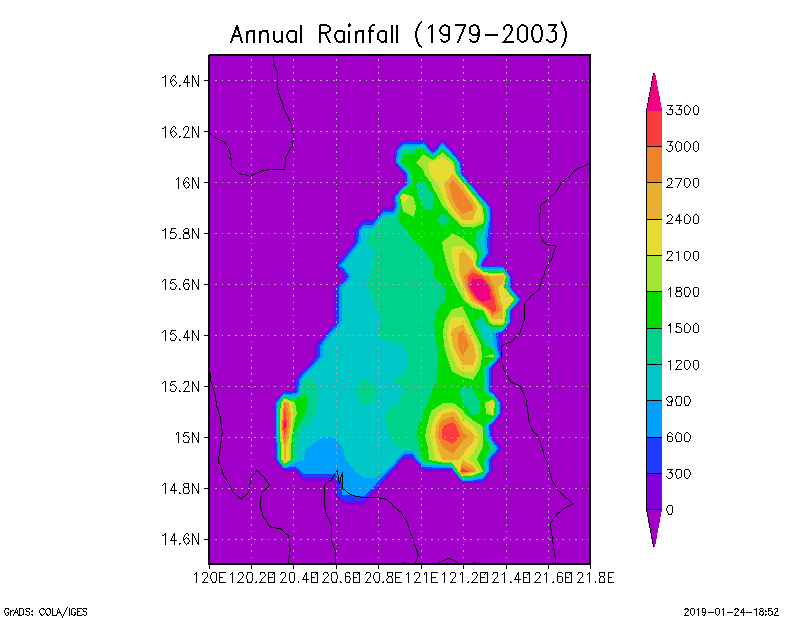 Annual Rainfall (1979-2003)
16.4N
16.2N
16N
15.8N
15.6N
15.4N
15.2N
15N
14.8N
14.6N
120E 120.2E 120.4E 120.6E 120.8E 121E 121.2E 121.4E 121.6E 121.8E
3300
3000
2700
2400
2100
1800
1500
1200
900
600
300
0
GrADS: COLA/IGES
2019-01-24-18:52